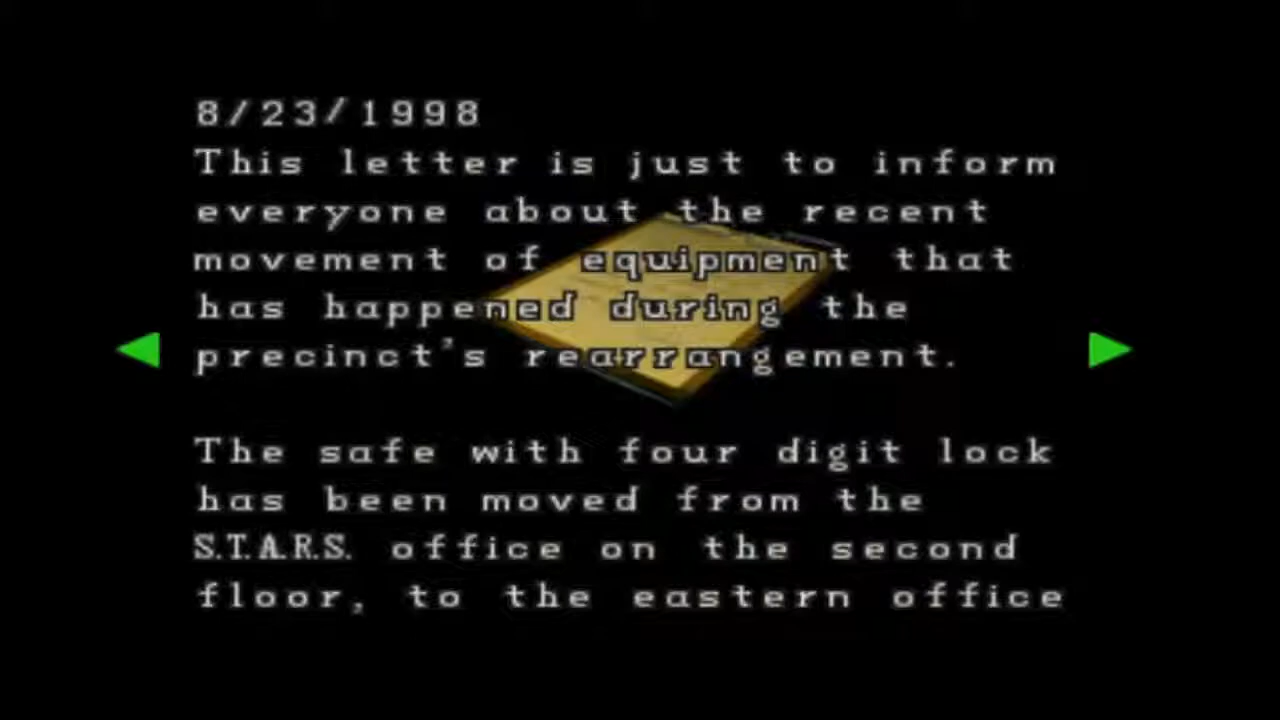 8/23/1998
This letter is just to inform
everyone about the recent
movement of equipment that
has happened during the
precinct's rearrangement.
The safe with four digit lock
has been moved from the
S.T.A.R.S. office on the second
floor, to the eastern office